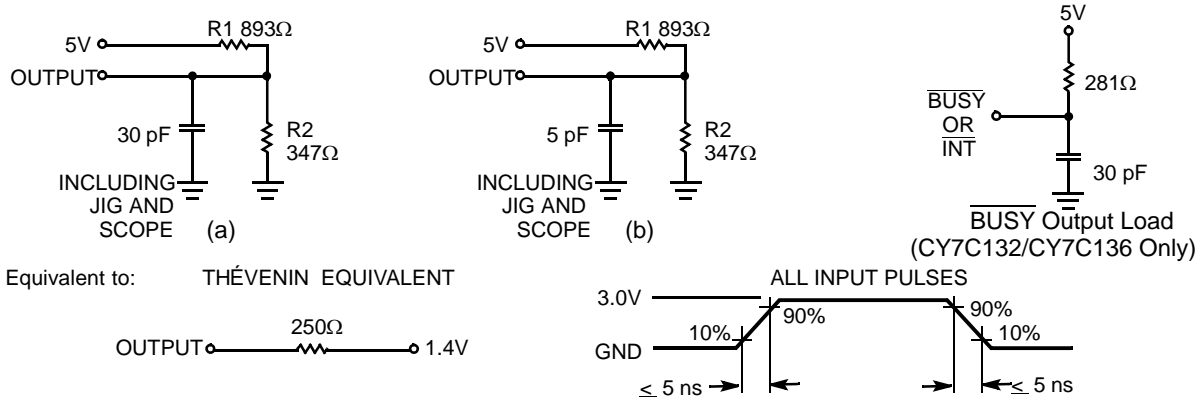 R1 893Ω
5V
OUTPUT
30 pF
R2
347Ω
INCLUDING
JIG AND
SCOPE
(a)
R1 893Ω
5V
OUTPUT
5 pF
R2
347Ω
INCLUDING
JIG AND
SCOPE
(b)
5V
281Ω
BUSY
OR
INT
30 pF
BUSY Output Load
(CY7C132/CY7C136 Only)
Equivalent to: THÉVENIN EQUIVALENT
250Ω
OUTPUT 1.4V
ALL INPUT PULSES
3.0V
90% 90%
10% 10%
GND
≤ 5 ns ≤ 5 ns